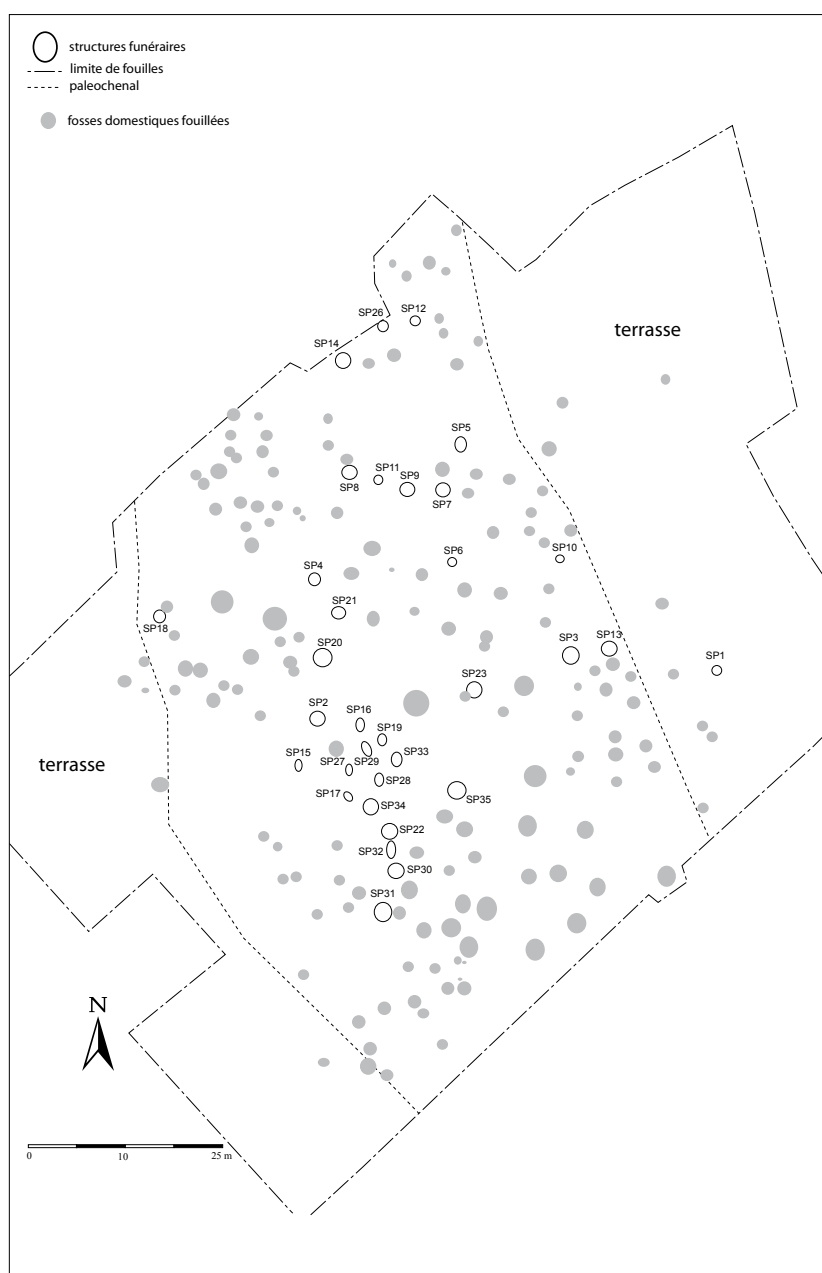 structures funéraires
limite de fouilles
paleochenal
fosses domestiques fouillées
SP26
SP12
terrasse
SP14
SP5
SP11
SP9
SP8
SP7
SP6
SP10
SP4
SP21
SP18
SP20
SP3
SP13
SP1
SP23
SP2
SP16
SP19
SP33
SP15
SP27
SP29
terrasse
SP28
SP17
SP34
SP35
SP22
SP32
SP30
SP31
N
0 10 25 m